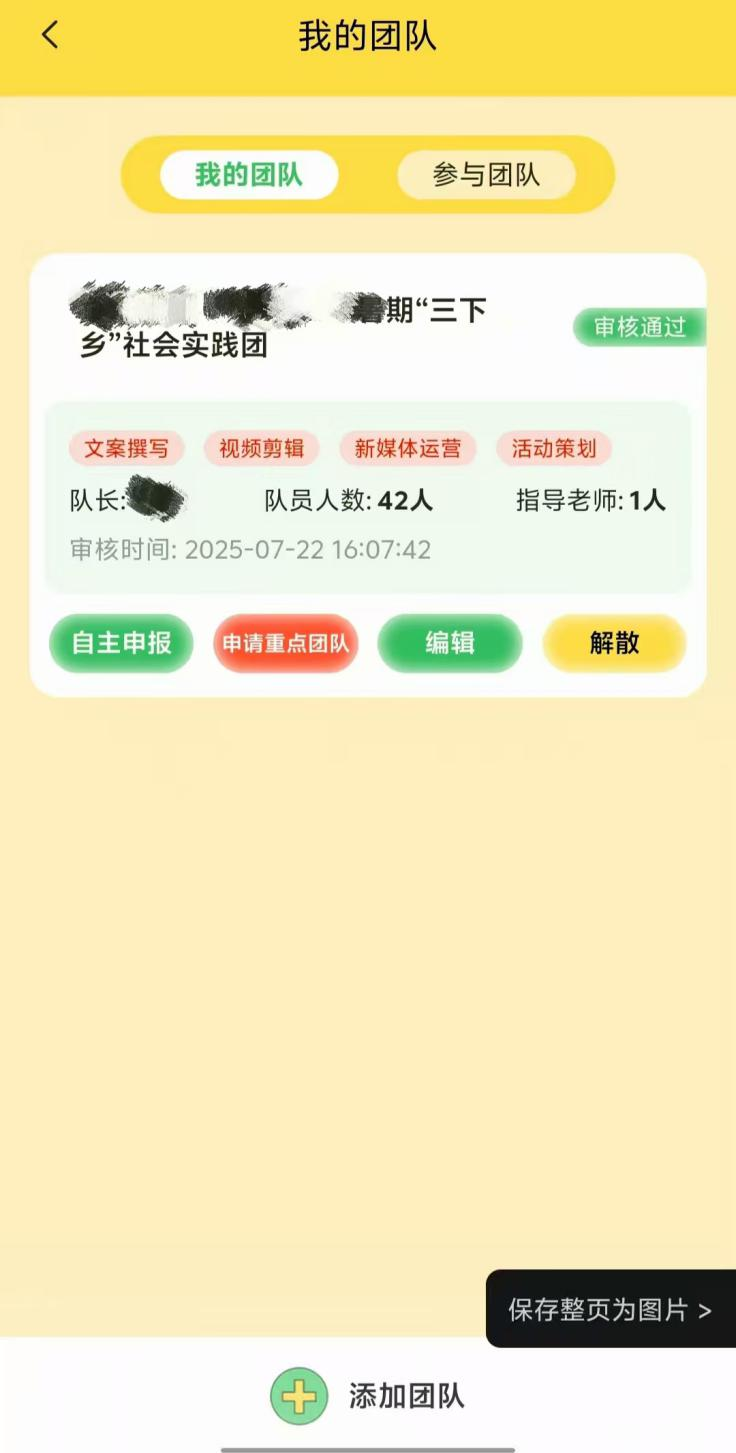 我的团队
我的团队
参与团队
期“三下
乡”社会实践团
审核通过
文案撰写 视频剪辑 新媒体运营 活动策划
队长: 队员人数: 42人 指导老师: 1人
审核时间: 2025-07-22 16:07:42
自主申报 申请重点团队 编辑 解散
保存整页为图片 >
添加团队